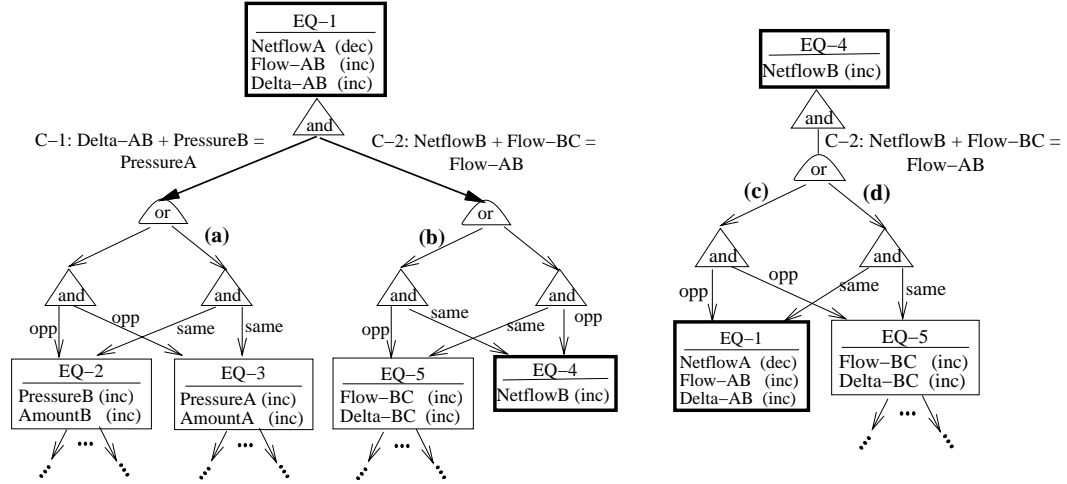 EQ−1
NetflowA (dec)
Flow−AB (inc)
Delta−AB (inc)
and
C−1: Delta−AB + PressureB =
PressureA
C−2: NetflowB + Flow−BC =
Flow−AB
or
(a)
(b)
or
and
and
and
and
opp
opp
same
same
opp
same
same
opp
EQ−2
PressureB (inc)
AmountB (inc)
EQ−3
PressureA (inc)
AmountA (inc)
EQ−5
Flow−BC (inc)
Delta−BC (inc)
EQ−4
NetflowB (inc)
...
...
...
EQ−4
NetflowB (inc)
and
C−2: NetflowB + Flow−BC =
Flow−AB
or
(c)
(d)
and
and
opp
opp
same
same
EQ−1
NetflowA (dec)
Flow−AB (inc)
Delta−AB (inc)
EQ−5
Flow−BC (inc)
Delta−BC (inc)
...